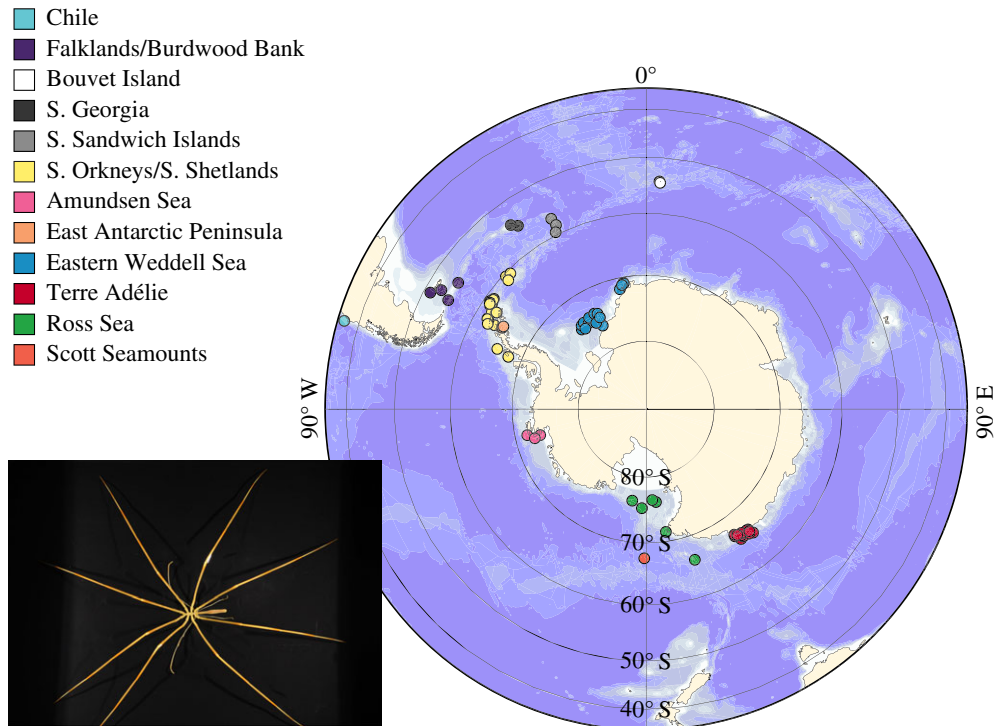 Chile
Falklands/Burdwood Bank
Bouvet Island
S. Georgia
S. Sandwich Islands
S. Orkneys/S. Shetlands
Amundsen Sea
East Antarctic Peninsula
Eastern Weddell Sea
Terre Adélie
Ross Sea
Scott Seamounts
0°
90° W
90° E
80° S
70° S
60° S
50° S
40° S